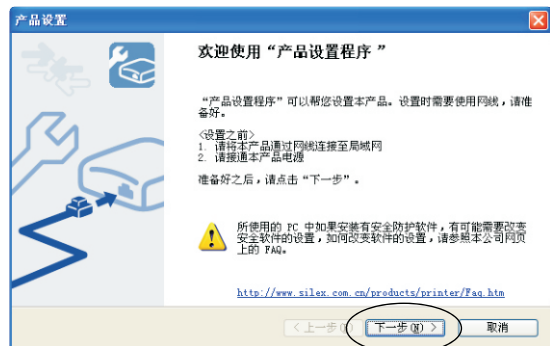 产品设置
欢迎使用“产品设置程序 ”
“产品设置程序”可以帮您设置本产品。设置时需要使用网线，请准
备好。
<设置之前>
1. 请将本产品通过网线连接至局域网
2. 请接通本产品电源
准备好之后，请点击“下一步”。
所使用的 PC 中如果安装有安全防护软件，有可能需要改变
安全软件的设置，如何改变软件的设置，请参照本公司网页
上的 FAQ。
http://www.silex.com.cn/products/printer/Faq.htm
<上一步 下一步(N) > 取消